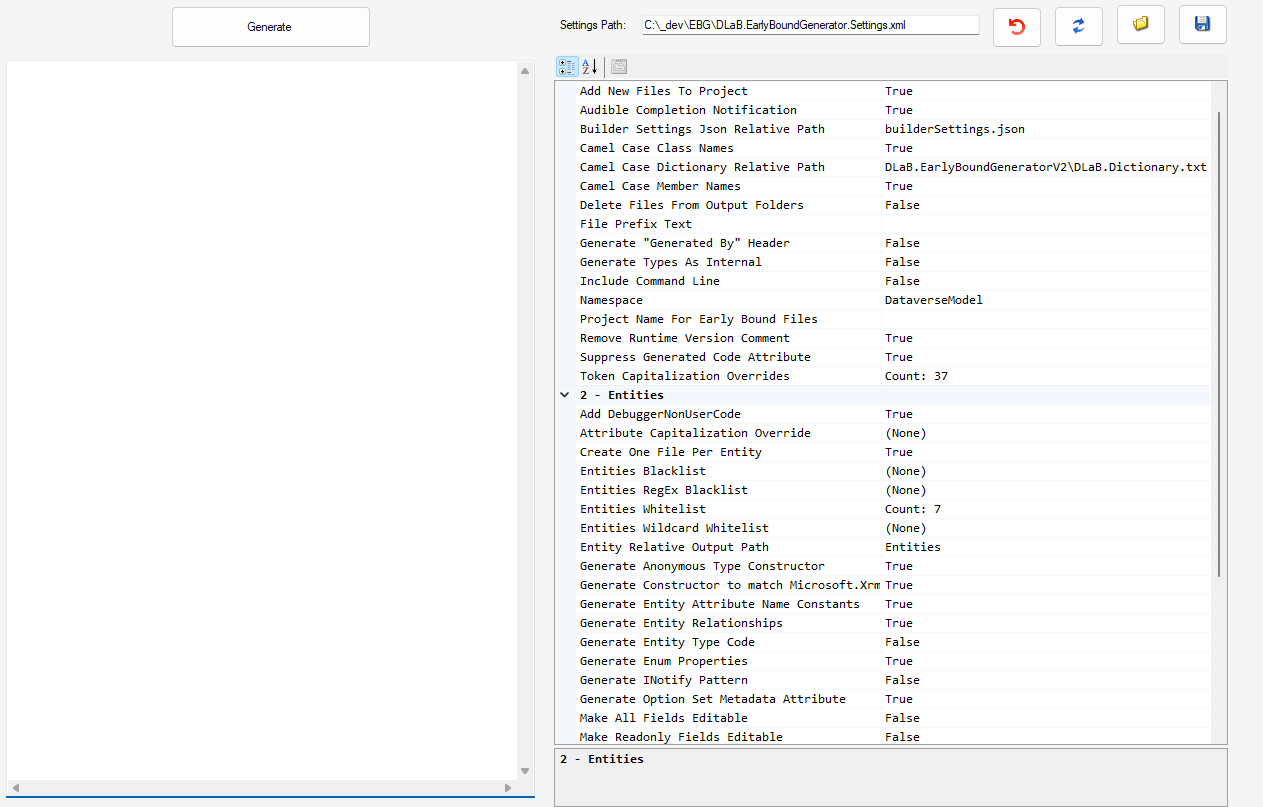 Generate
Settings Path: C:\_dev\EBG\DLaB.EarlyBoundGenerator.Settings.xml
Add New Files To Project True
Audible Completion Notification True
Builder Settings Json Relative Path builderSettings.json
Camel Case Class Names True
Camel Case Dictionary Relative Path DLaB.EarlyBoundGeneratorV2\DLaB.Dictionary.txt
Camel Case Member Names True
Delete Files From Output Folders False
File Prefix Text
Generate "Generated By" Header False
Generate Types As Internal False
Include Command Line False
Namespace DataverseModel
Project Name For Early Bound Files
Remove Runtime Version Comment True
Suppress Generated Code Attribute True
Token Capitalization Overrides Count: 37
2 - Entities
Add DebuggerNonUserCode True
Attribute Capitalization Override (None)
Create One File Per Entity True
Entities Blacklist (None)
Entities RegEx Blacklist (None)
Entities Whitelist Count: 7
Entities Wildcard Whitelist (None)
Entity Relative Output Path Entities
Generate Anonymous Type Constructor True
Generate Constructor to match Microsoft.Xrm True
Generate Entity Attribute Name Constants True
Generate Entity Relationships True
Generate Entity Type Code False
Generate Enum Properties True
Generate INotify Pattern False
Generate Option Set Metadata Attribute True
Make All Fields Editable False
Make Readonly Fields Editable False
2 - Entities